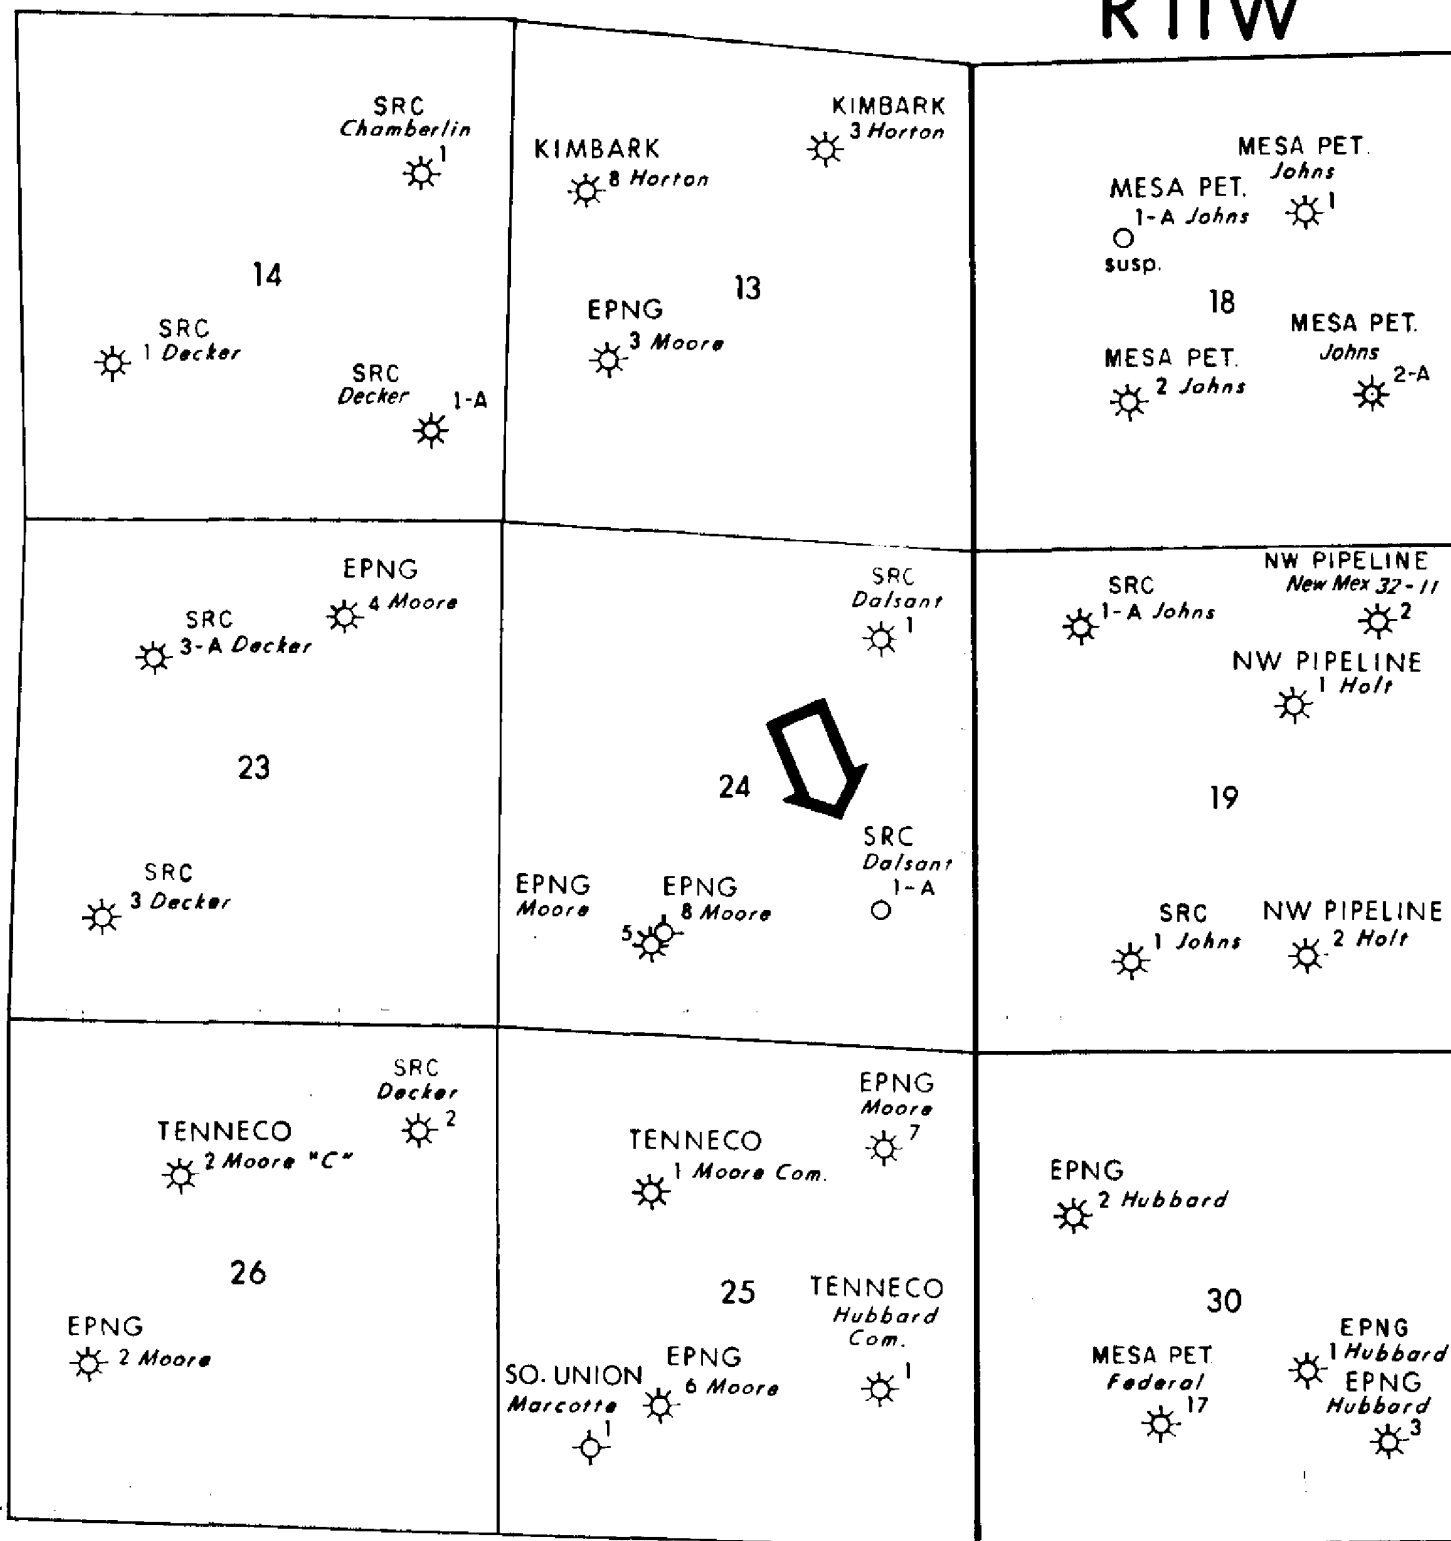 R 11W
SRC
Chamberlin
1
14
SRC
1 Decker
SRC
Decker
1-A
KIMBARK
3 Horton
KIMBARK
8 Horton
13
EPNG
3 Moore
MESA PET.
Johns
1
MESA PET.
1-A Johns
susp.
18
MESA PET.
Johns
2-A
MESA PET.
2 Johns
EPNG
4 Moore
SRC
3-A Decker
23
SRC
3 Decker
SRC
Dalsant
1
24
SRC
Dalsant
1-A
EPNG
Moore
5
EPNG
8 Moore
NW PIPELINE
New Mex 32-11
2
SRC
1-A Johns
NW PIPELINE
1 Holt
19
SRC
1 Johns
NW PIPELINE
2 Holt
SRC
Decker
2
TENNECO
2 Moore "C"
26
EPNG
2 Moore
EPNG
Moore
7
TENNECO
1 Moore Com.
25
TENNECO
Hubbard
Com.
1
SO. UNION
Marcotte
1
EPNG
6 Moore
EPNG
2 Hubbard
30
MESA PET
Federal
17
EPNG
1 Hubbard
EPNG
Hubbard
3